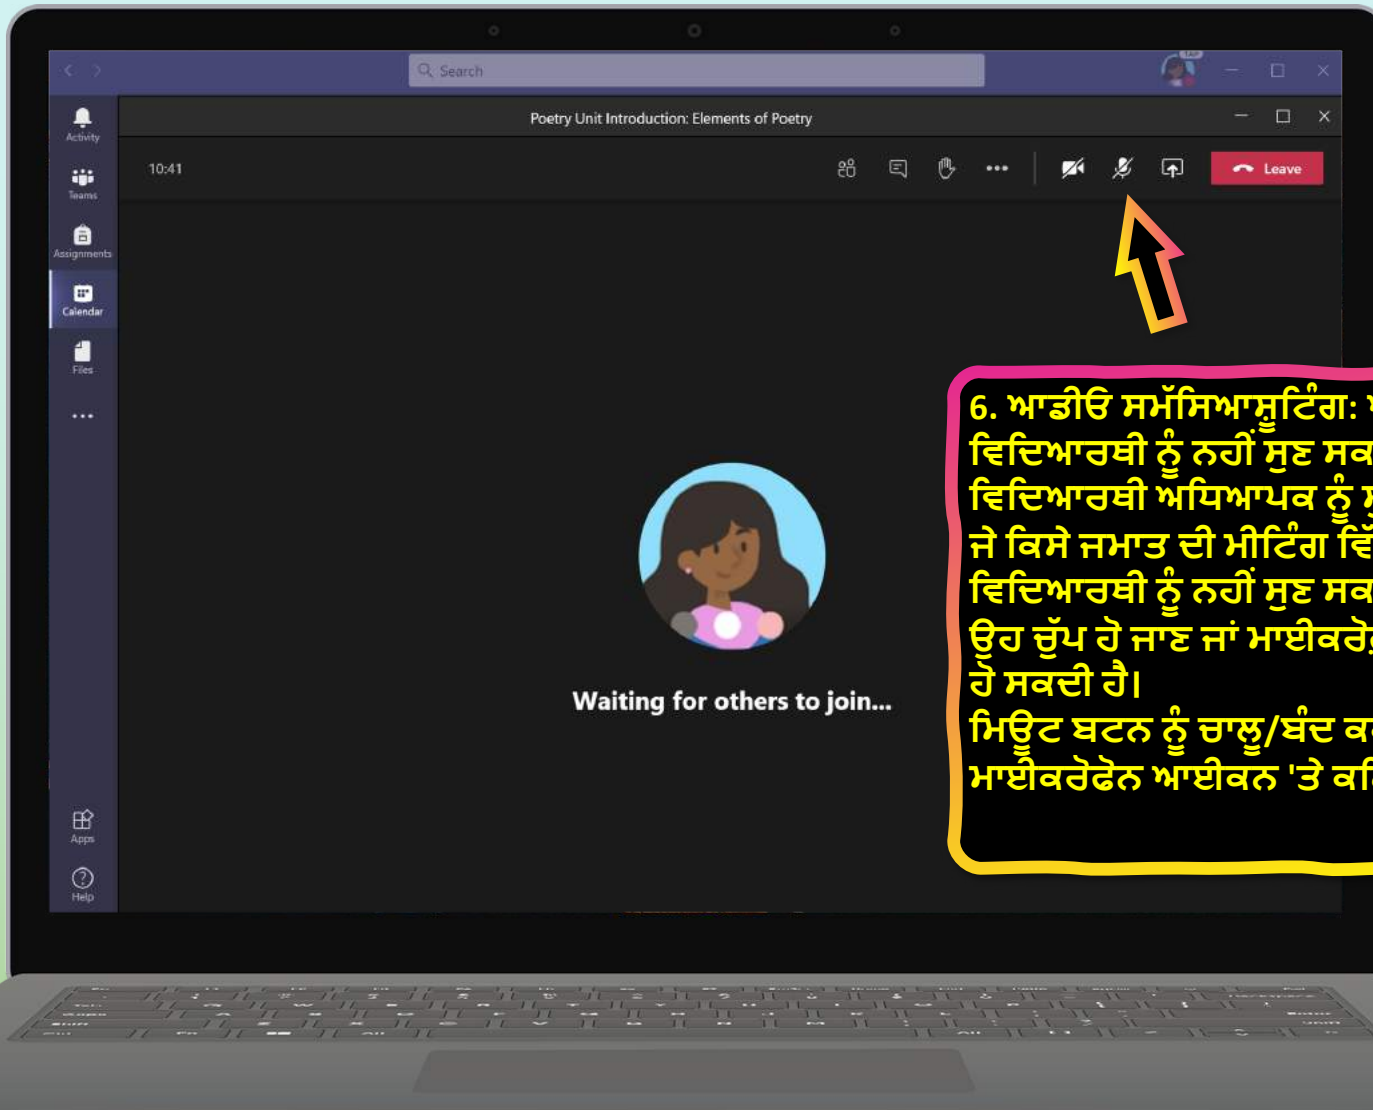 Search
Activity
Poetry Unit Introduction: Elements of Poetry
10:41
Leave
Teams
Assignments
Calendar
Files
6. ਆਡੀਓ ਸਮੱਸਿਆਸ਼ੂਟਿੰਗ:
ਵਿਦਿਆਰਥੀ ਨੂੰ ਨਹੀਂ ਸੁਣ
ਵਿਦਿਆਰਥੀ ਅਧਿਆਪਕ ਨੂੰ
ਜੇ ਕਿਸੇ ਜਮਾਤ ਦੀ ਮੀਟਿੰਗ
ਵਿਦਿਆਰਥੀ ਨੂੰ ਨਹੀਂ ਸੁਣ
ਉਹ ਚੁੱਪ ਹੋ ਜਾਣ ਜਾਂ
ਹੋ ਸਕਦੀ ਹੈ।
ਮਿਊਟ ਬਟਨ ਨੂੰ ਚਾਲੂ/ਬੰਦ
ਮਾਈਕਰੋਫੋਨ ਆਈਕਨ 'ਤੇ
Waiting for others to join...
Apps
Help